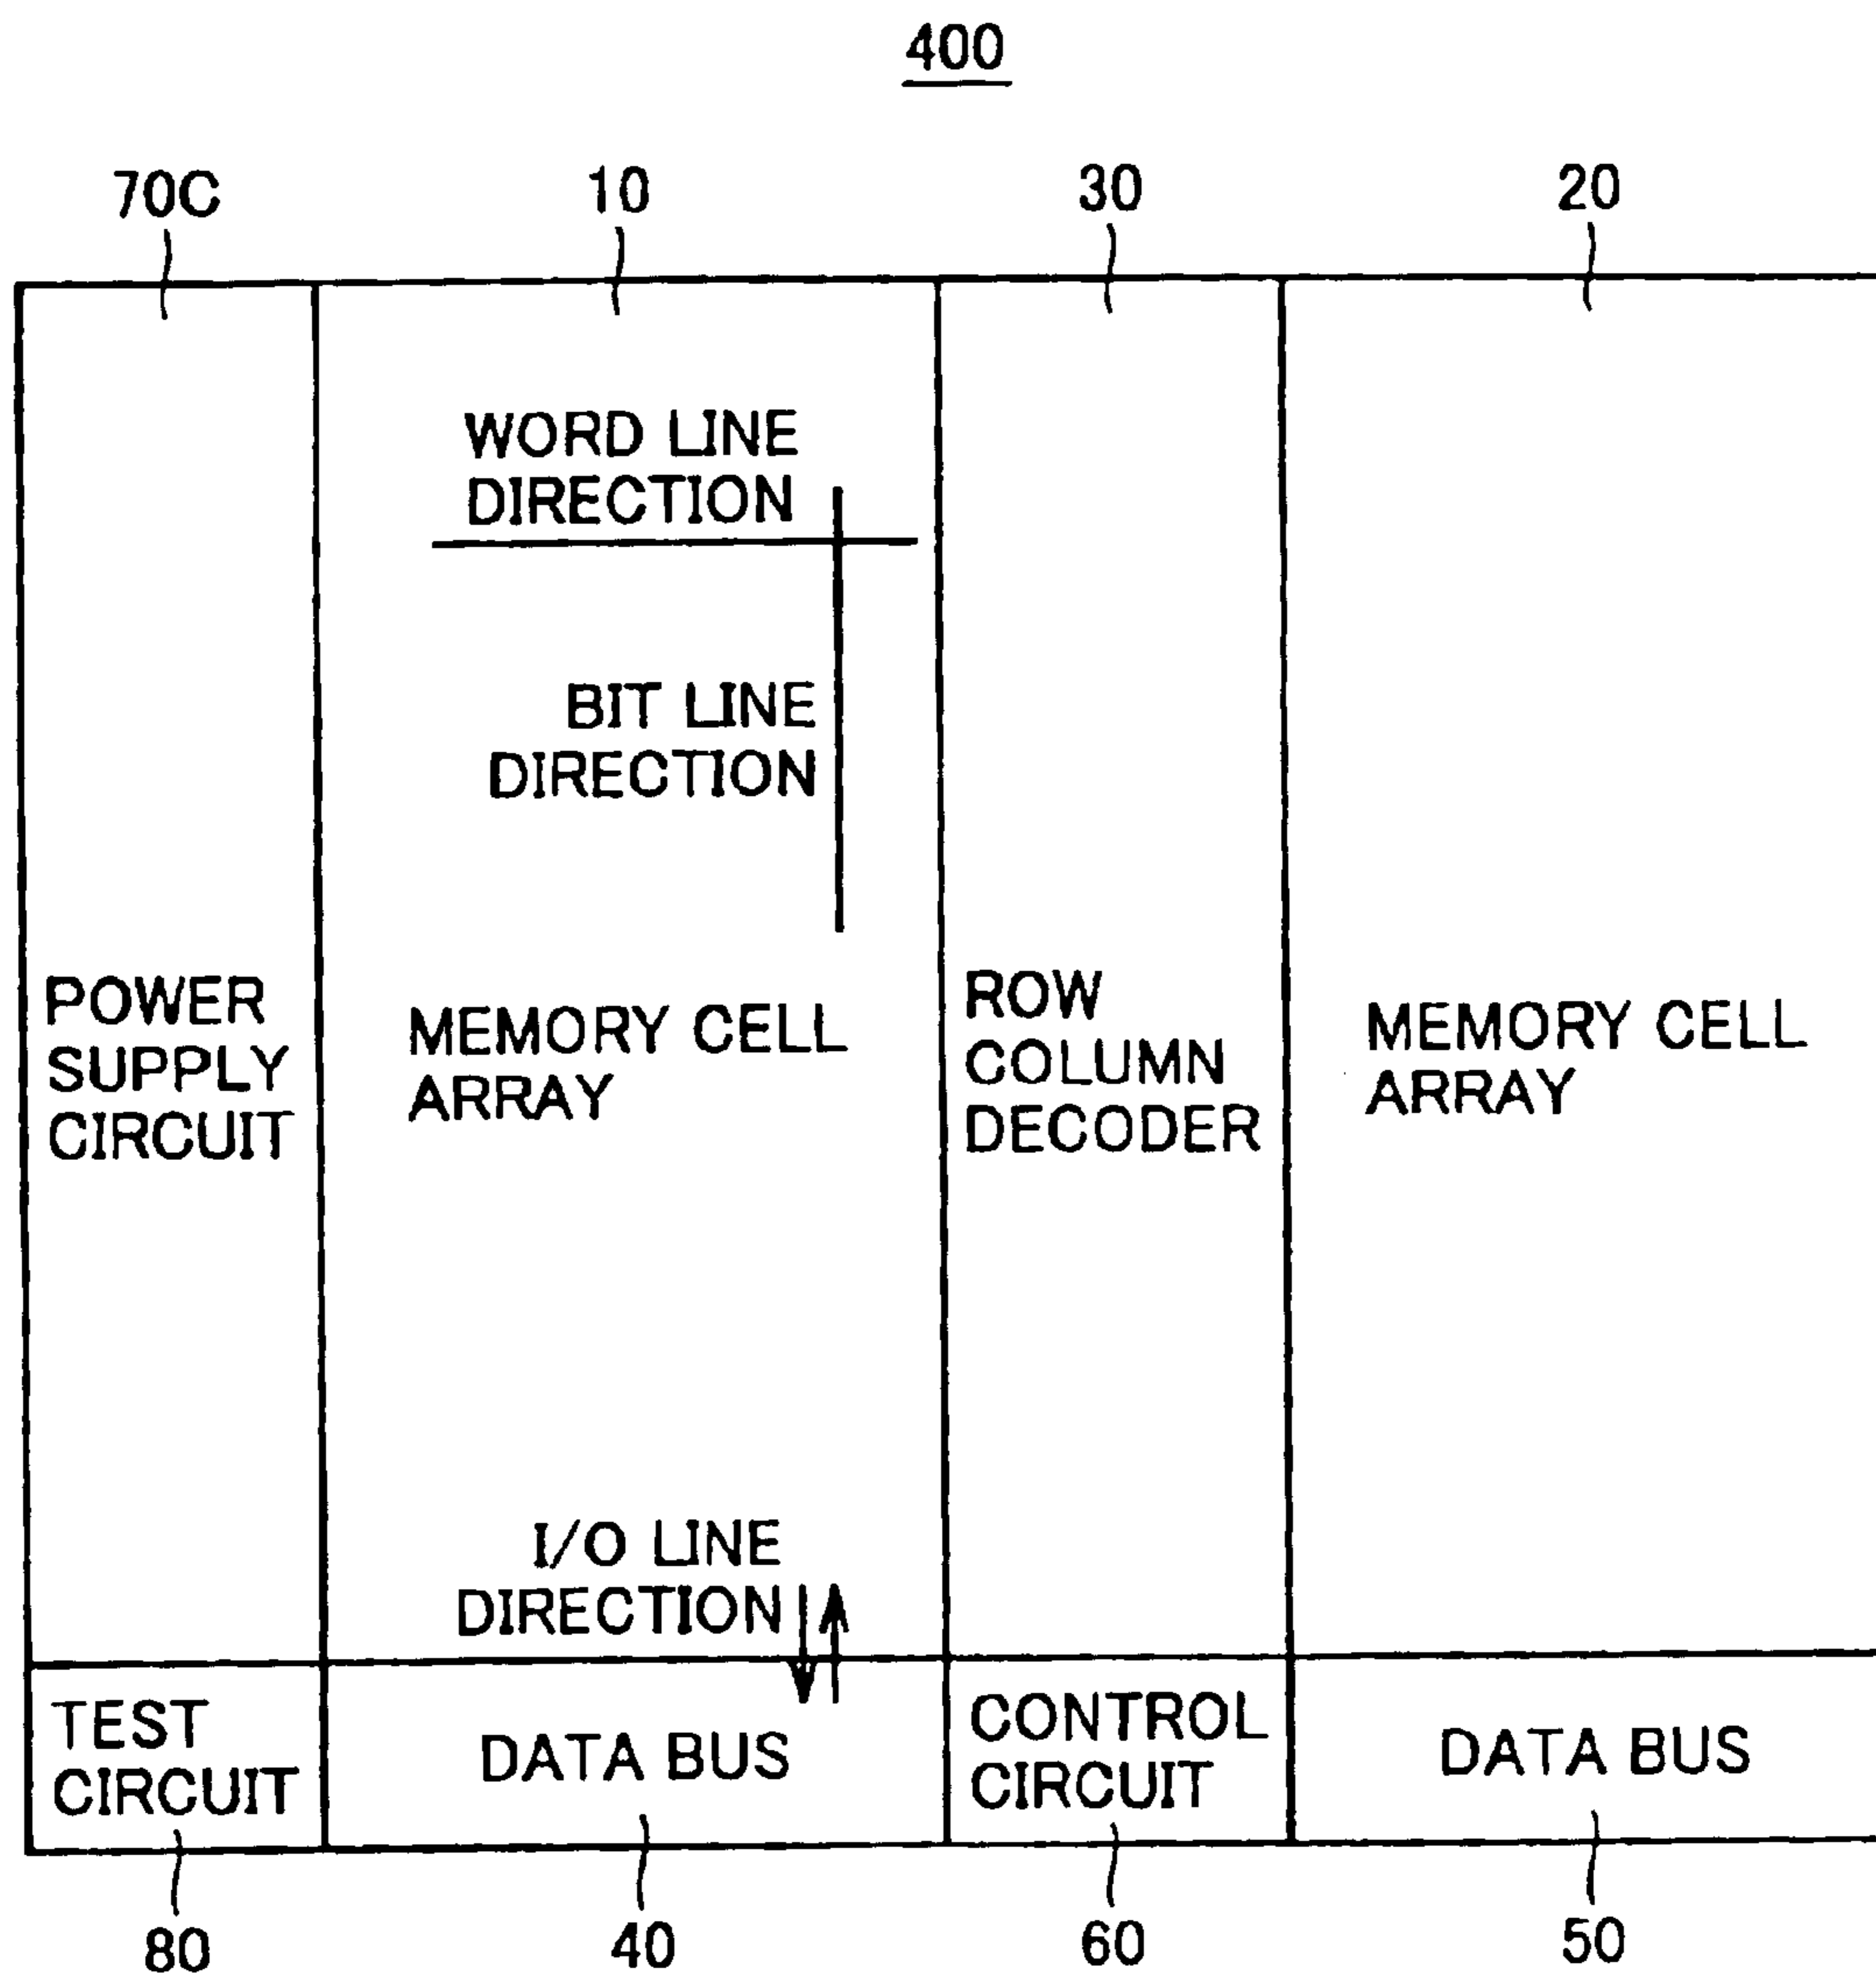 400
70C
10
30
20
WORD LINE
DIRECTION
BIT LINE
DIRECTION
POWER
SUPPLY
CIRCUIT
MEMORY CELL
ARRAY
ROW
COLUMN
DECODER
MEMORY CELL
ARRAY
I/O LINE
DIRECTION
TEST
CIRCUIT
DATA BUS
CONTROL
CIRCUIT
DATA BUS
80
40
60
50